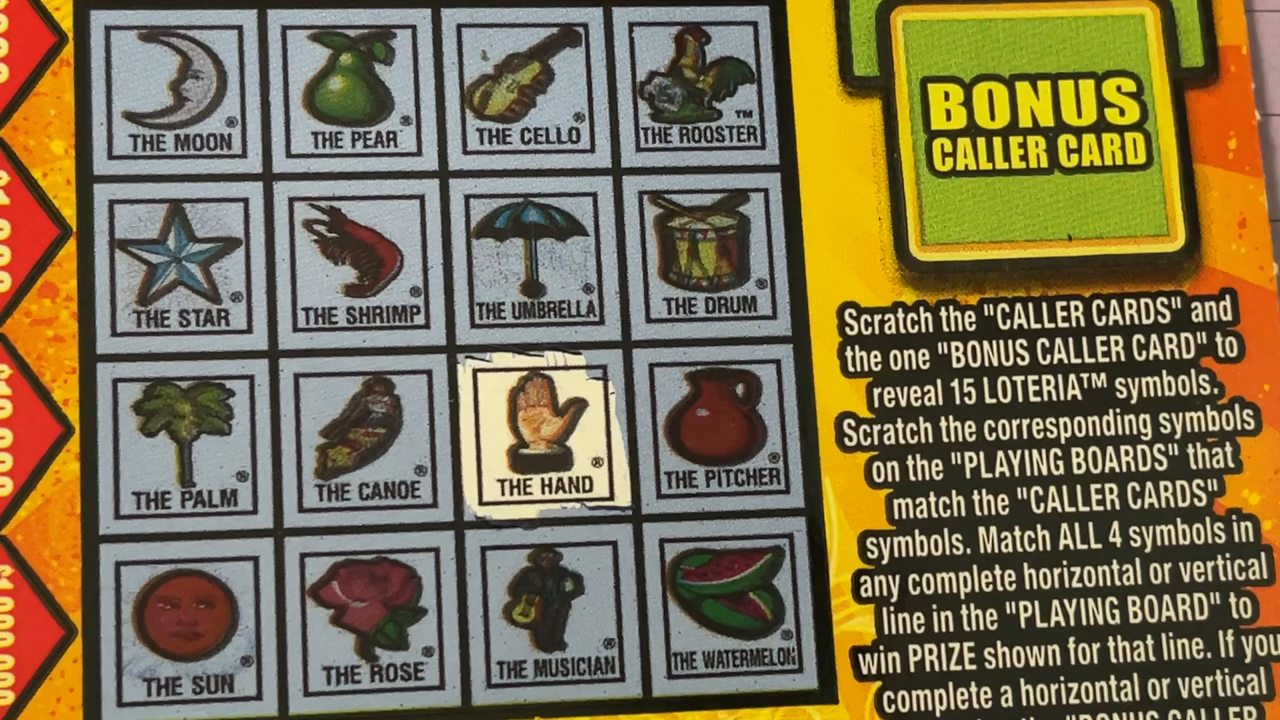 THE MOON®
THE PEAR®
THE CELLO®
THE ROOSTER™
THE STAR®
THE SHRIMP®
THE UMBRELLA®
THE DRUM®
THE PALM®
THE CANOE®
THE HAND®
THE PITCHER®
THE SUN®
THE ROSE®
THE MUSICIAN®
THE WATERMELON®
BONUS
CALLER CARD
Scratch the "CALLER CARDS" and
the one "BONUS CALLER CARD" to
reveal 15 LOTERIA™ symbols.
Scratch the corresponding symbols
on the "PLAYING BOARDS" that
match the "CALLER CARDS"
symbols. Match ALL 4 symbols in
any complete horizontal or vertical
line in the "PLAYING BOARD" to
win PRIZE shown for that line. If you
complete a horizontal or vertical
"BONUS CALLER